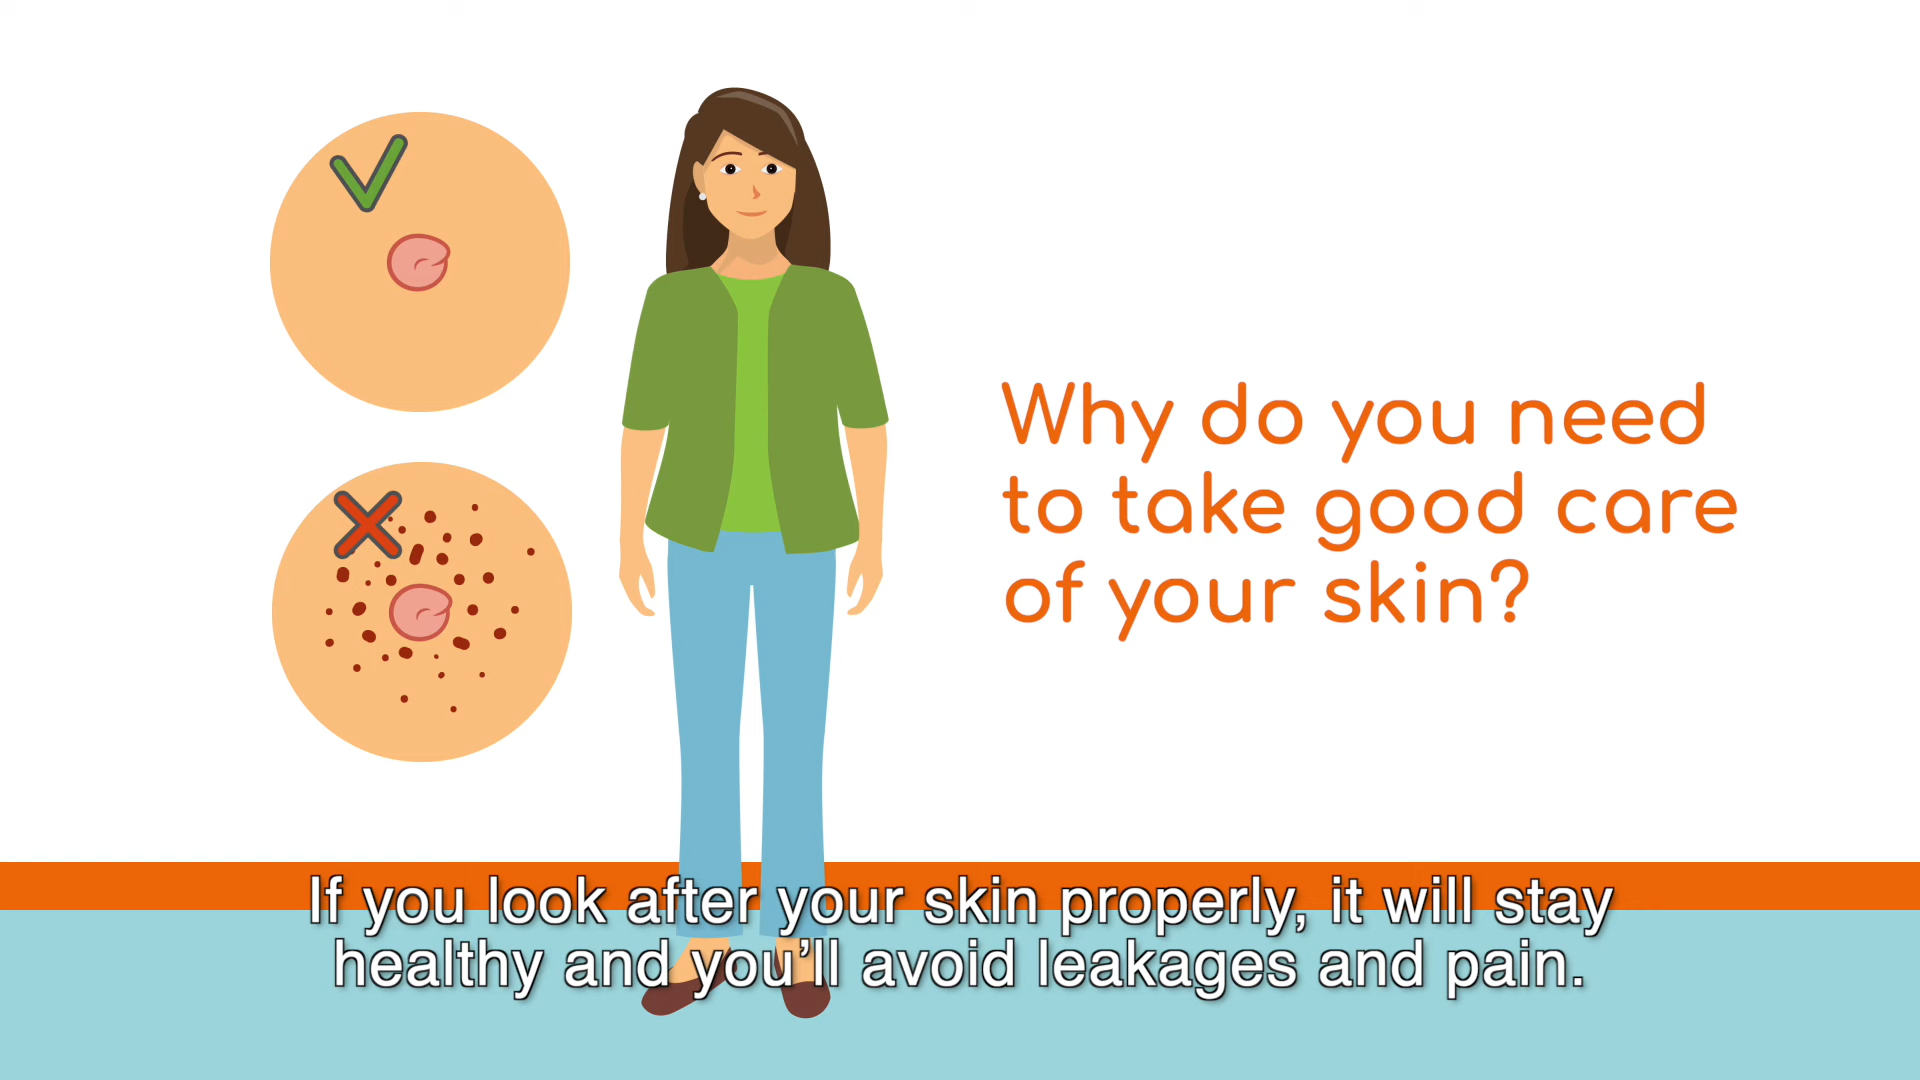 Why do you need
to take good care
of your skin?
If you look after your skin properly, it will stay
healthy and you’ll avoid leakages and pain.